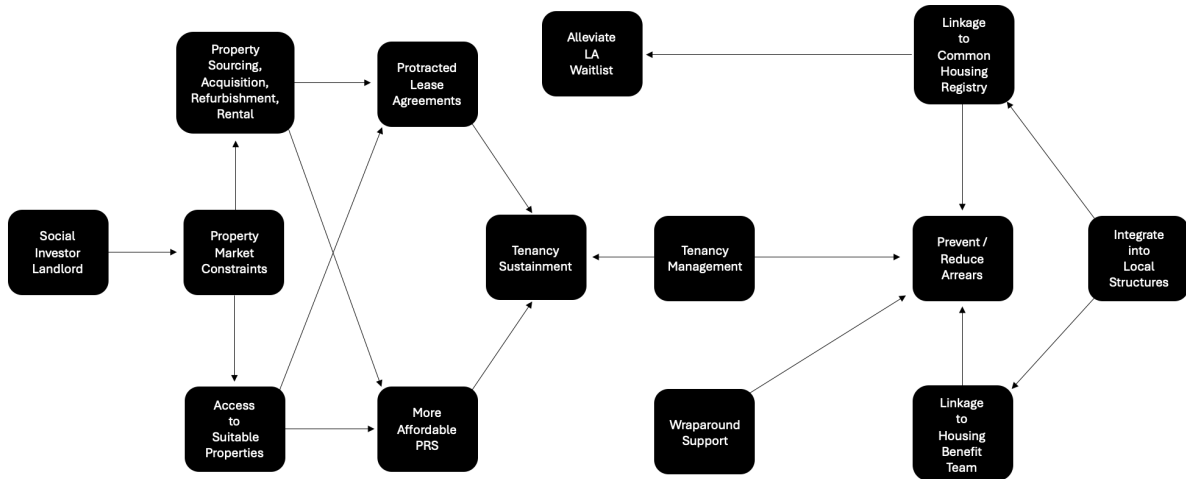 Property
Sourcing,
Acquisition,
Refurbishment,
Rental
Protracted
Lease
Agreements
Alleviate
LA
Waitlist
Linkage
to
Common
Housing
Registry
Social
Investor
Landlord
Property
Market
Constraints
Tenancy
Sustainment
Tenancy
Management
Prevent /
Reduce
Arrears
Integrate
into
Local
Structures
Access
to
Suitable
Properties
More
Affordable
PRS
Wraparound
Support
Linkage
to
Housing
Benefit
Team